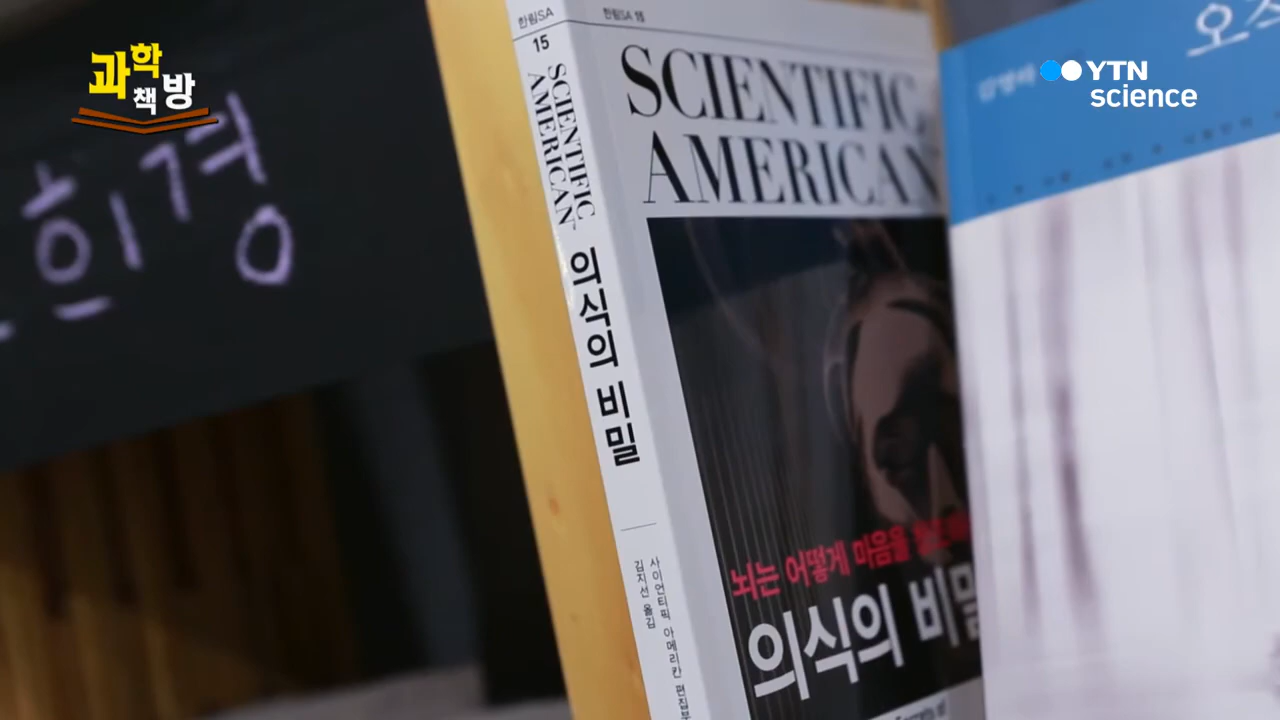 과학
책방
YTN
science
희경
한림SA
15
SCIENTIFIC
AMERICAN
의식의 비밀
사이언티픽 아메리칸 편집부
김지선 옮김
한림SA 15
SCIENTIFIC
AMERICAN
뇌는 어떻게 마음을
의식의 비밀